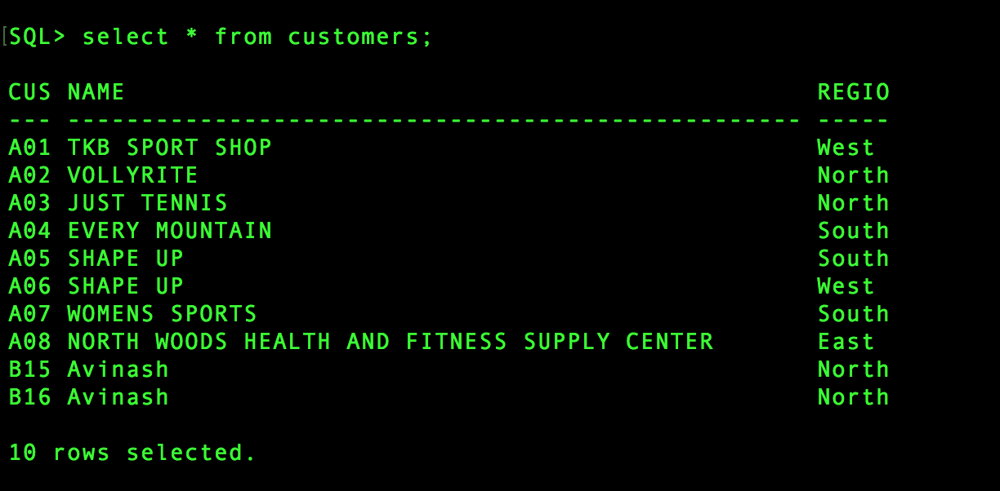 [SQL> select * from customers;
CUS NAME                                               REGIO
--- -------------------------------------------------- -----
A01 TKB SPORT SHOP                                     West
A02 VOLLYRITE                                          North
A03 JUST TENNIS                                        North
A04 EVERY MOUNTAIN                                     South
A05 SHAPE UP                                           South
A06 SHAPE UP                                           West
A07 WOMENS SPORTS                                      South
A08 NORTH WOODS HEALTH AND FITNESS SUPPLY CENTER       East
B15 Avinash                                            North
B16 Avinash                                            North
10 rows selected.